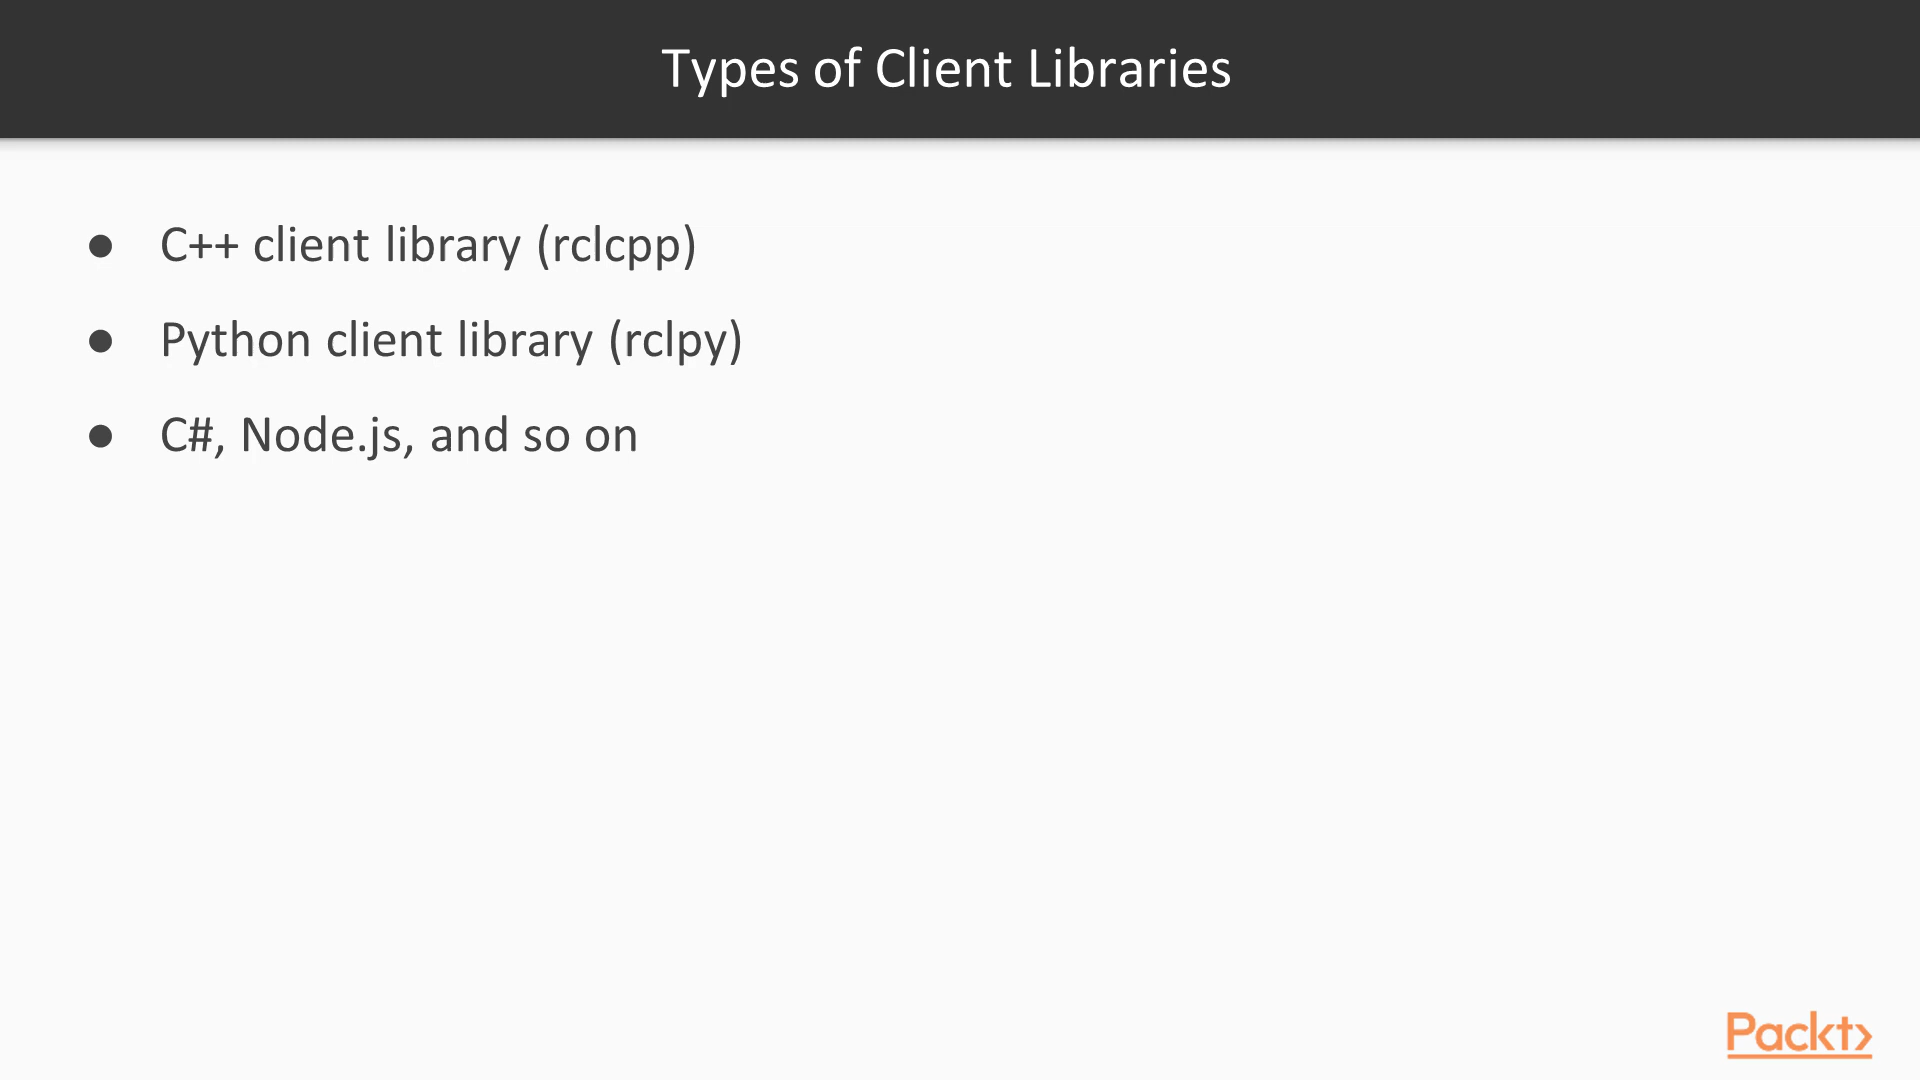 Types of Client Libraries
● C++ client library (rclcpp)
● Python client library (rclpy)
● C#, Node.js, and so on
Packt>